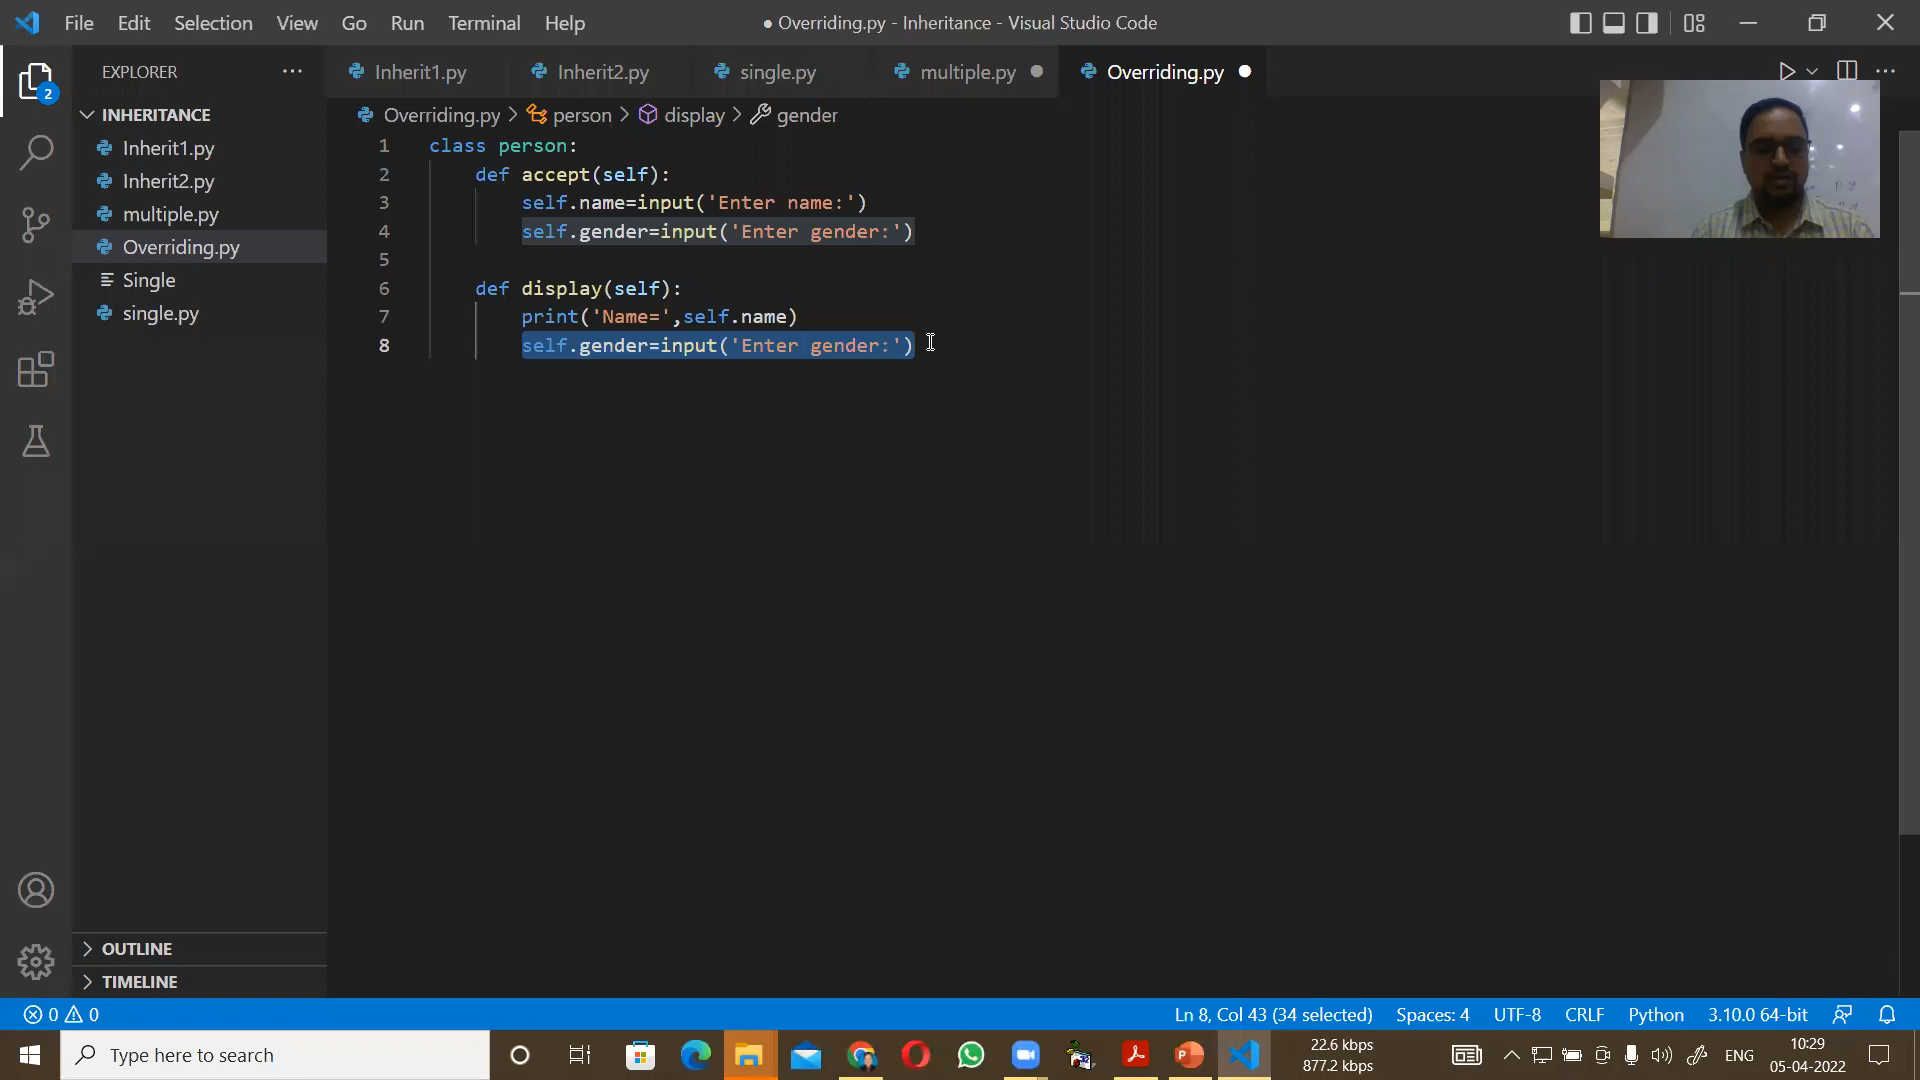 File Edit Selection View Go Run Terminal Help
● Overriding.py - Inheritance - Visual Studio Code
EXPLORER
2
INHERITANCE
Inherit1.py
Inherit2.py
multiple.py
Overriding.py
Single
single.py
OUTLINE
TIMELINE
Inherit1.py Inherit2.py single.py multiple.py Overriding.py
Overriding.py > person > display > gender
1 class person:
2 def accept(self):
3 self.name=input('Enter name:')
4 self.gender=input('Enter gender:')
5
6 def display(self):
7 print('Name=',self.name)
8 self.gender=input('Enter gender:')
0 0 Ln 8, Col 43 (34 selected) Spaces: 4 UTF-8 CRLF Python 3.10.0 64-bit
Type here to search
22.6 kbps
877.2 kbps
ENG
10:29
05-04-2022